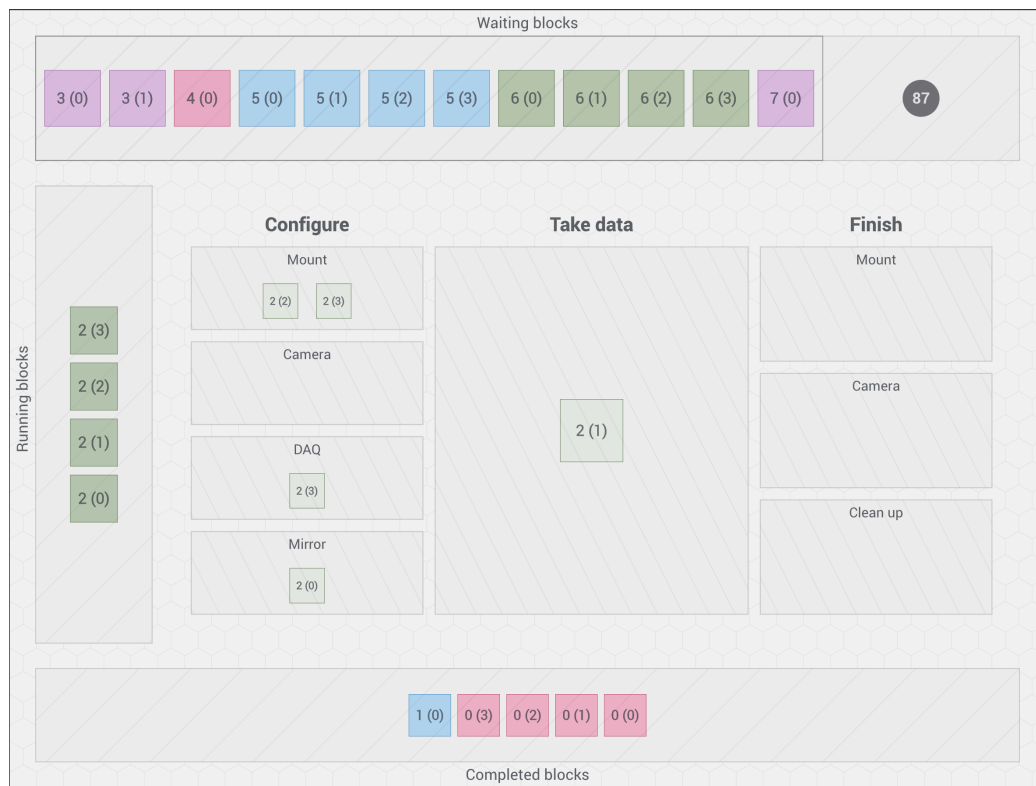 Waiting blocks
3 (0) 3 (1) 4 (0) 5 (0) 5 (1) 5 (2) 5 (3) 6 (0) 6 (1) 6 (2) 6 (3) 7 (0) 87
Running blocks
2 (3)
2 (2)
2 (1)
2 (0)
Configure
Mount
2 (2) 2 (3)
Camera
DAQ
2 (3)
Mirror
2 (0)
Take data
2 (1)
Finish
Mount
Camera
Clean up
1 (0) 0 (3) 0 (2) 0 (1) 0 (0)
Completed blocks